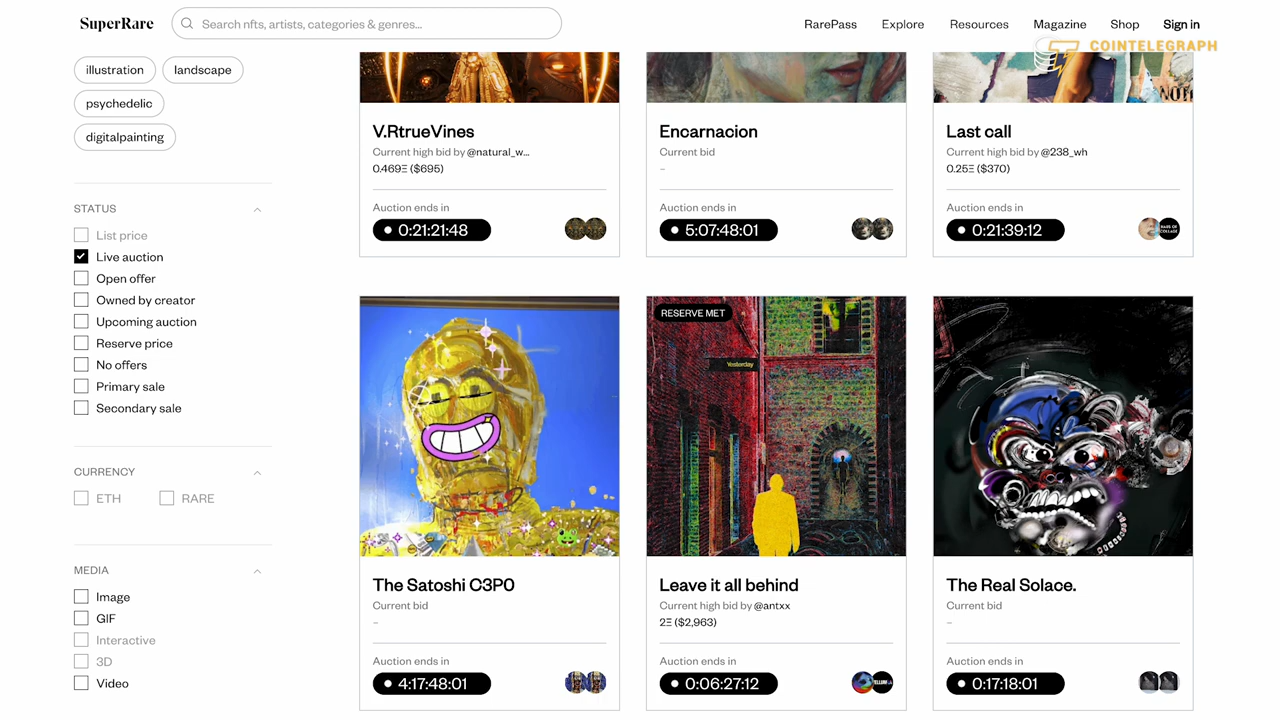 SuperRare
Search nfts, artists, categories & genres...
RarePass
Explore
Resources
Magazine
Shop
Sign in
COINTELEGRAPH
illustration
landscape
psychedelic
digitalpainting
STATUS
List price
Live auction
Open offer
Owned by creator
Upcoming auction
Reserve price
No offers
Primary sale
Secondary sale
CURRENCY
ETH
RARE
MEDIA
Image
GIF
Interactive
3D
Video
V.RtrueVines
Current high bid by @natural_w...
0.469Ξ ($695)
Auction ends in
0:21:21:48
Encarnacion
Current bid
–
Auction ends in
5:07:48:01
Last call
Current high bid by @238_wh
0.25Ξ ($370)
Auction ends in
0:21:39:12
The Satoshi C3P0
Current bid
–
Auction ends in
4:17:48:01
RESERVE MET
Yesterday
Leave it all behind
Current high bid by @antxx
2Ξ ($2,963)
Auction ends in
0:06:27:12
The Real Solace.
Current bid
–
Auction ends in
0:17:18:01